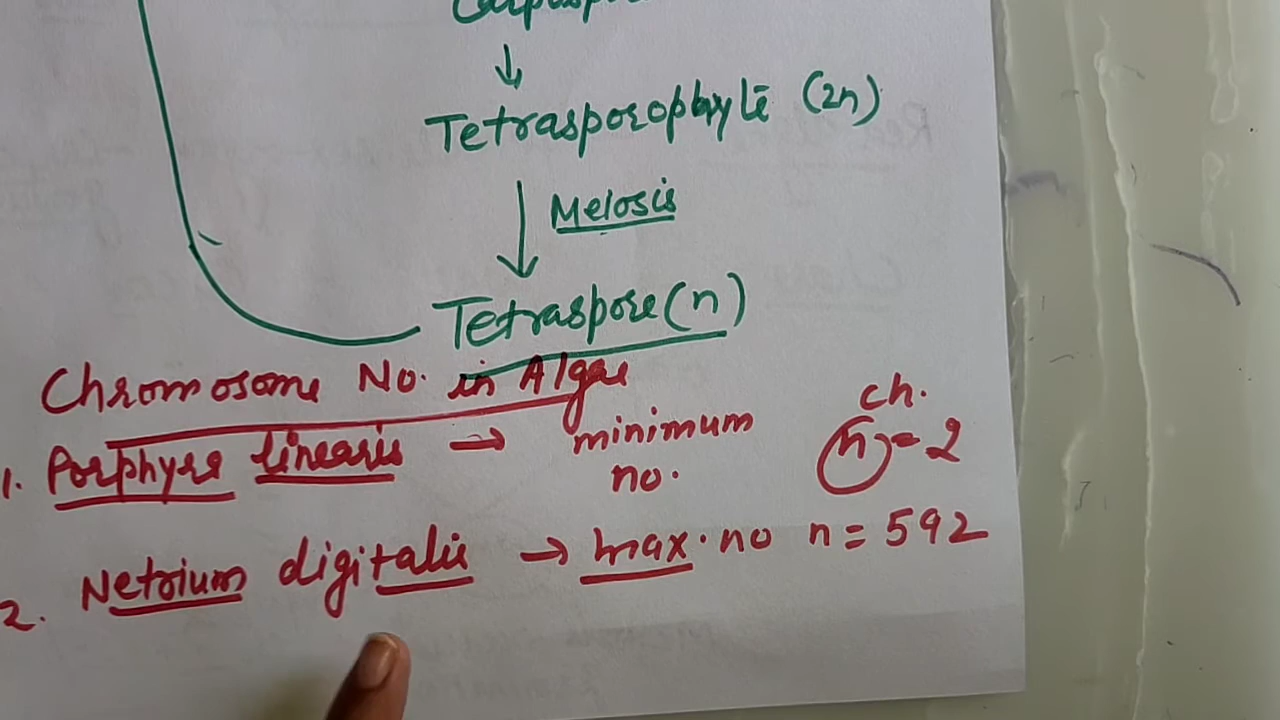 ↓
Tetrasporophyte (2n)
↓ Meiosis
Tetraspore (n)
Chromosome No. in Algae
1. Porphyra linearis → minimum no. ch. n = 2
2. Netrium digitalis → max. no n = 592